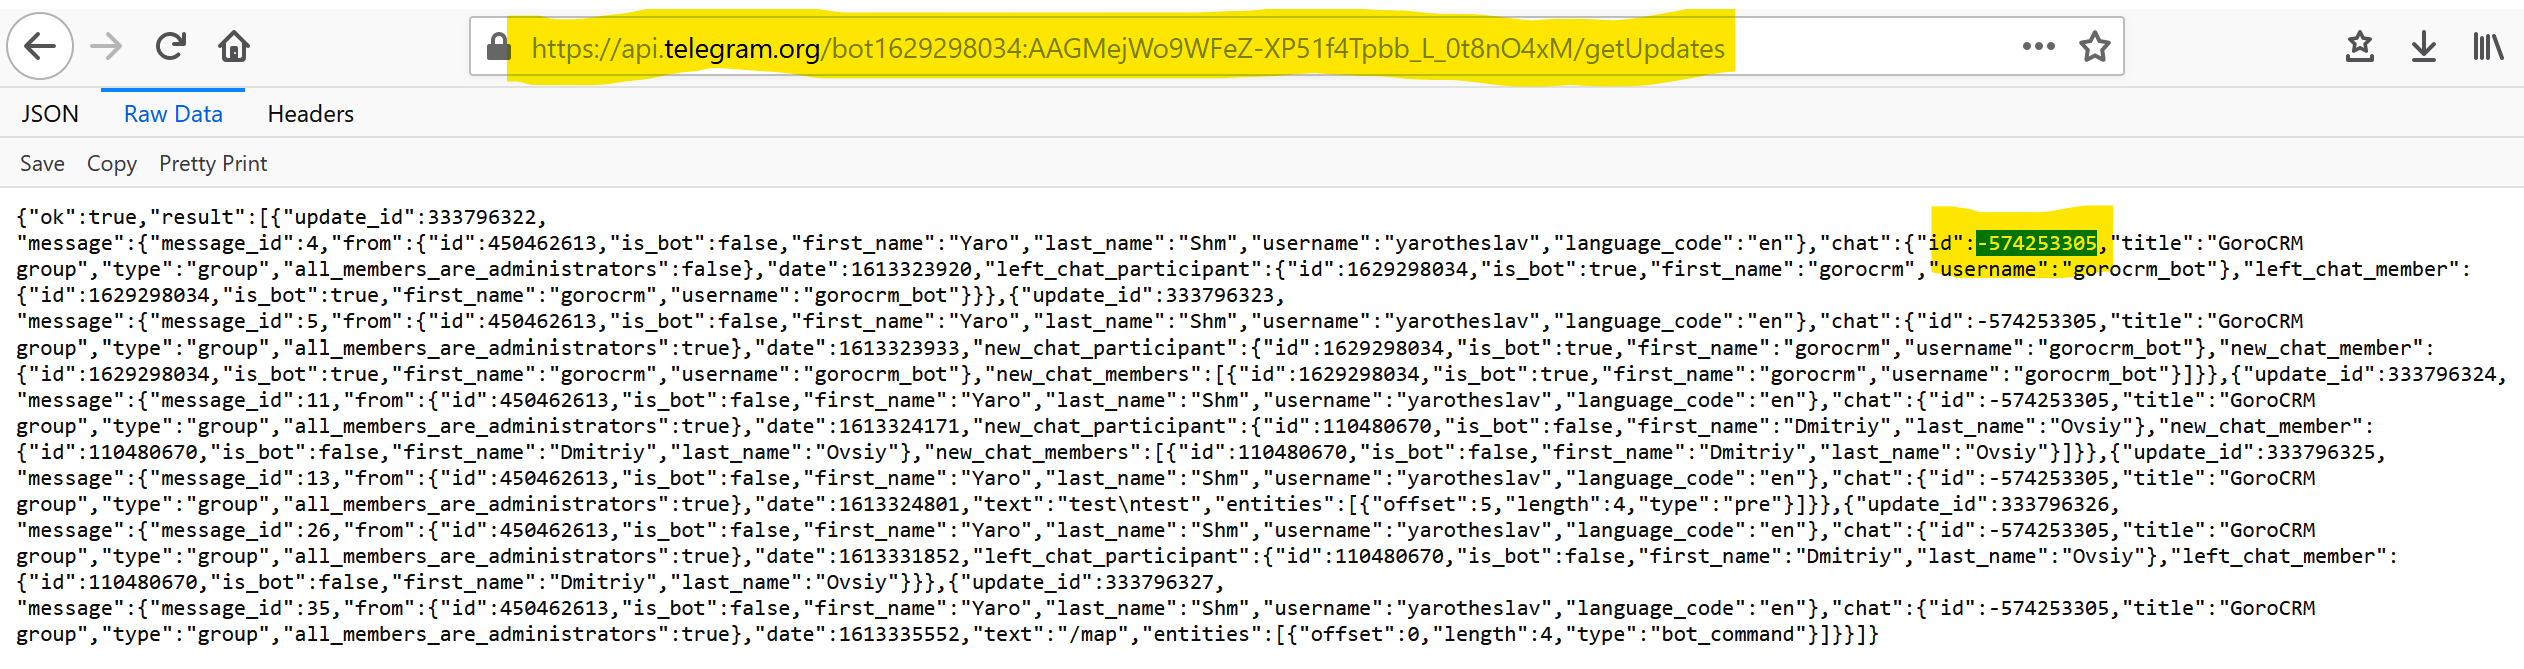 https://api.telegram.org/bot1629298034:AAGMejWo9WFeZ-XP51f4Tpbb_L_0t8nO4xM/getUpdates
JSON Raw Data Headers
Save Copy Pretty Print
{"ok":true,"result":[{"update_id":333796322,
"message":{"message_id":4,"from":{"id":450462613,"is_bot":false,"first_name":"Yaro","last_name":"Shm","username":"yarotheslav","language_code":"en"},"chat":{"id":-574253305,"title":"GoroCRM
group","type":"group","all_members_are_administrators":false},"date":1613323920,"left_chat_participant":{"id":1629298034,"is_bot":true,"first_name":"gorocrm","username":"gorocrm_bot"},"left_chat_member":
{"id":1629298034,"is_bot":true,"first_name":"gorocrm","username":"gorocrm_bot"}}},{"update_id":333796323,
"message":{"message_id":5,"from":{"id":450462613,"is_bot":false,"first_name":"Yaro","last_name":"Shm","username":"yarotheslav","language_code":"en"},"chat":{"id":-574253305,"title":"GoroCRM
group","type":"group","all_members_are_administrators":true},"date":1613323933,"new_chat_participant":{"id":1629298034,"is_bot":true,"first_name":"gorocrm","username":"gorocrm_bot"},"new_chat_member":
{"id":1629298034,"is_bot":true,"first_name":"gorocrm","username":"gorocrm_bot"},"new_chat_members":[{"id":1629298034,"is_bot":true,"first_name":"gorocrm","username":"gorocrm_bot"}]}},{"update_id":333796324,
"message":{"message_id":11,"from":{"id":450462613,"is_bot":false,"first_name":"Yaro","last_name":"Shm","username":"yarotheslav","language_code":"en"},"chat":{"id":-574253305,"title":"GoroCRM
group","type":"group","all_members_are_administrators":true},"date":1613324171,"new_chat_participant":{"id":110480670,"is_bot":false,"first_name":"Dmitriy","last_name":"Ovsiy"},"new_chat_member":
{"id":110480670,"is_bot":false,"first_name":"Dmitriy","last_name":"Ovsiy"},"new_chat_members":[{"id":110480670,"is_bot":false,"first_name":"Dmitriy","last_name":"Ovsiy"}]}},{"update_id":333796325,
"message":{"message_id":13,"from":{"id":450462613,"is_bot":false,"first_name":"Yaro","last_name":"Shm","username":"yarotheslav","language_code":"en"},"chat":{"id":-574253305,"title":"GoroCRM
group","type":"group","all_members_are_administrators":true},"date":1613324801,"text":"test\ntest","entities":[{"offset":5,"length":4,"type":"pre"}]}},{"update_id":333796326,
"message":{"message_id":26,"from":{"id":450462613,"is_bot":false,"first_name":"Yaro","last_name":"Shm","username":"yarotheslav","language_code":"en"},"chat":{"id":-574253305,"title":"GoroCRM
group","type":"group","all_members_are_administrators":true},"date":1613331852,"left_chat_participant":{"id":110480670,"is_bot":false,"first_name":"Dmitriy","last_name":"Ovsiy"},"left_chat_member":
{"id":110480670,"is_bot":false,"first_name":"Dmitriy","last_name":"Ovsiy"}}},{"update_id":333796327,
"message":{"message_id":35,"from":{"id":450462613,"is_bot":false,"first_name":"Yaro","last_name":"Shm","username":"yarotheslav","language_code":"en"},"chat":{"id":-574253305,"title":"GoroCRM
group","type":"group","all_members_are_administrators":true},"date":1613335552,"text":"/map","entities":[{"offset":0,"length":4,"type":"bot_command"}]}}]}